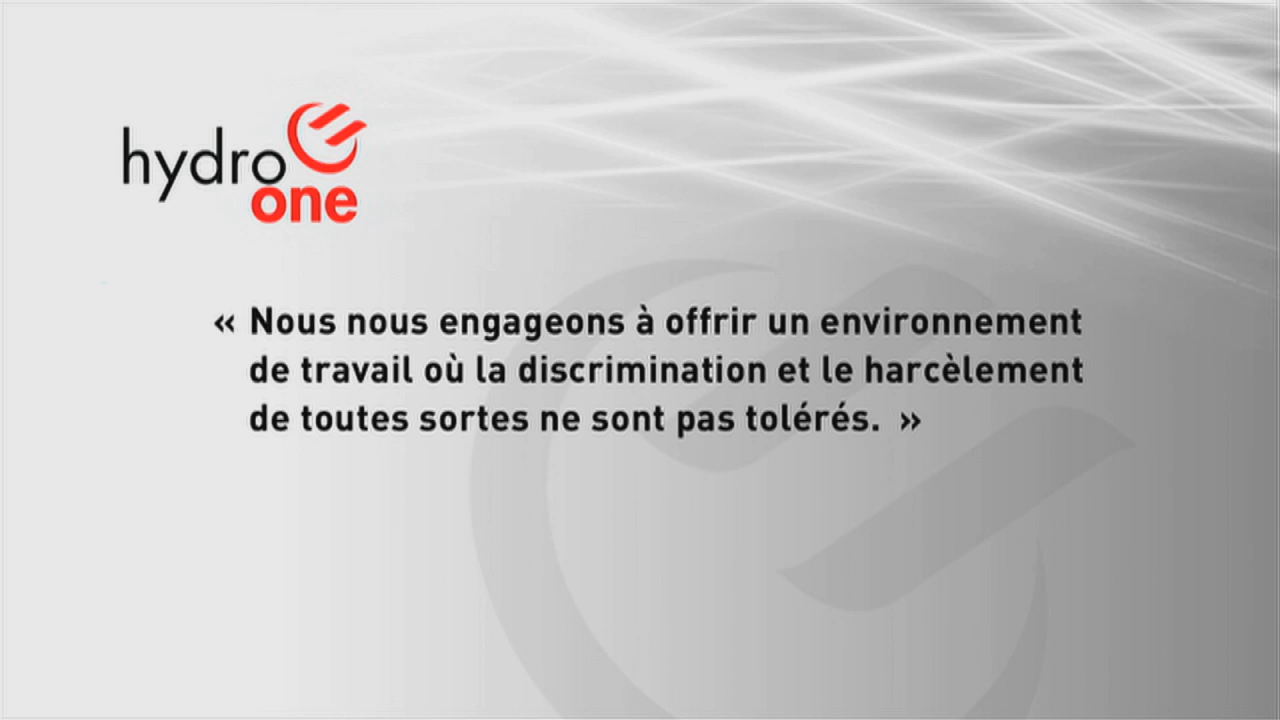 hydro
one
« Nous nous engageons à offrir un environnement
de travail où la discrimination et le harcèlement
de toutes sortes ne sont pas tolérés. »